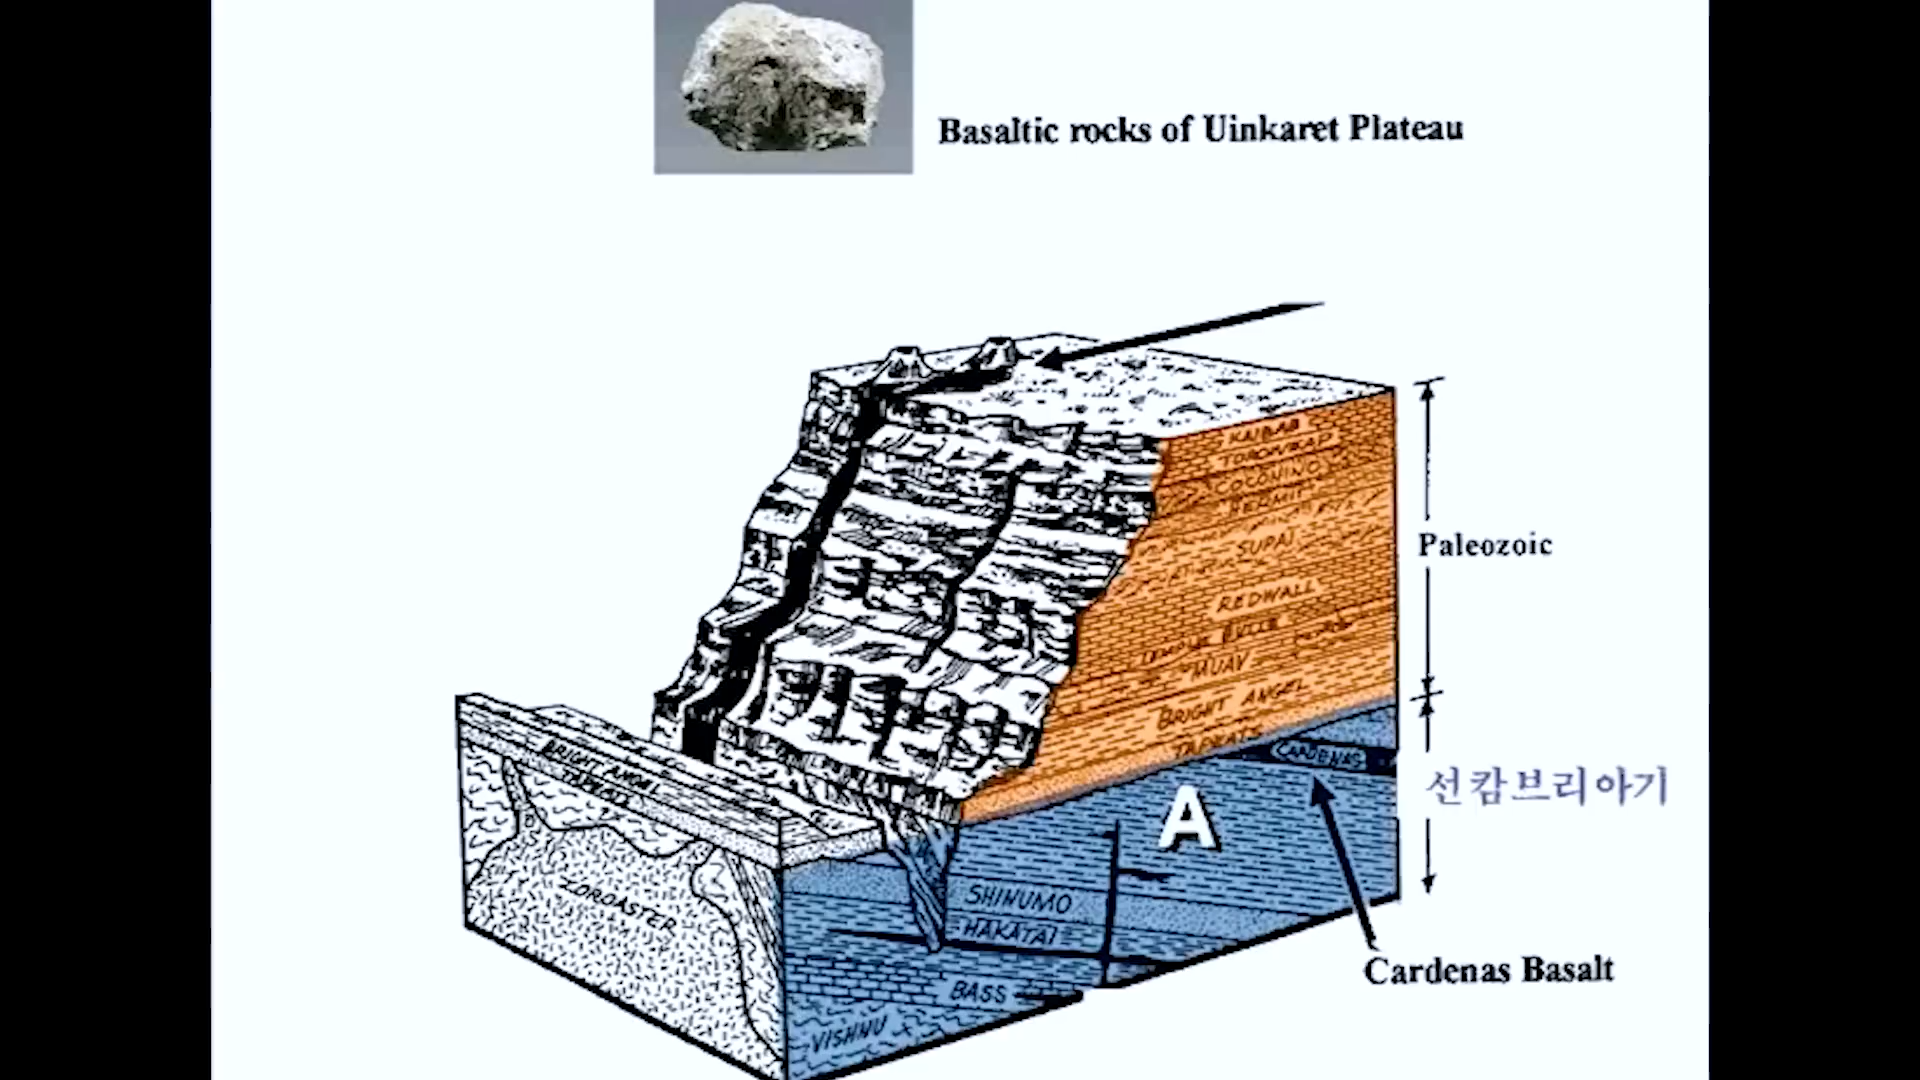 Basaltic rocks of Uinkaret Plateau
KAIBAB
TOROWEAP
COCONINO
HERMIT
SUPAI
Paleozoic
REDWALL
MUAV
BRIGHT ANGEL
TAPEATS
CARDENAS
BRIGHT ANGEL
TAPEATS
선캄브리아기
A
ZOROASTER
SHINUMO
HAKATAI
Cardenas Basalt
BASS
VISHNU